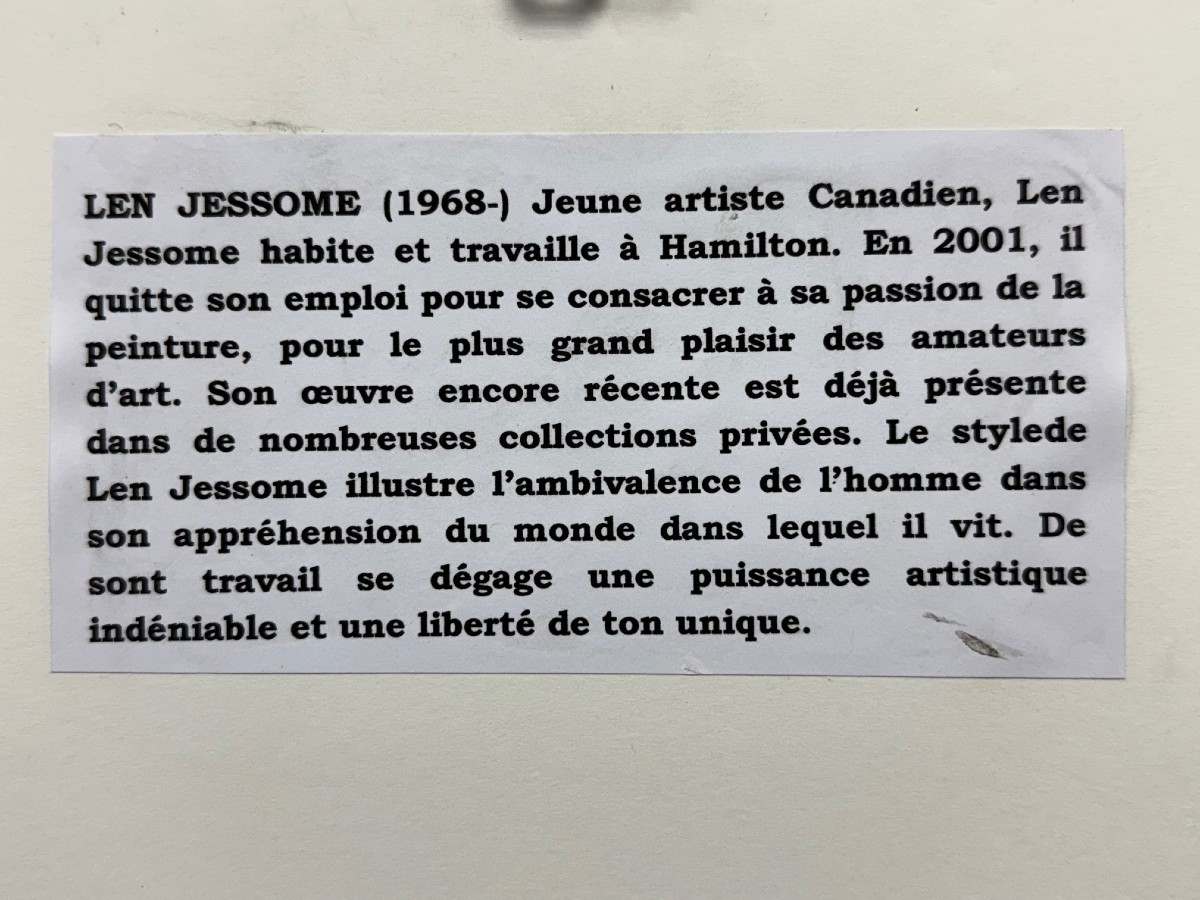 LEN JESSOME (1968-) Jeune artiste Canadien, Len
Jessome habite et travaille à Hamilton. En 2001, il
quitte son emploi pour se consacrer à sa passion de la
peinture, pour le plus grand plaisir des amateurs
d’art. Son œuvre encore récente est déjà présente
dans de nombreuses collections privées. Le stylede
Len Jessome illustre l’ambivalence de l’homme dans
son appréhension du monde dans lequel il vit. De
sont travail se dégage une puissance artistique
indéniable et une liberté de ton unique.